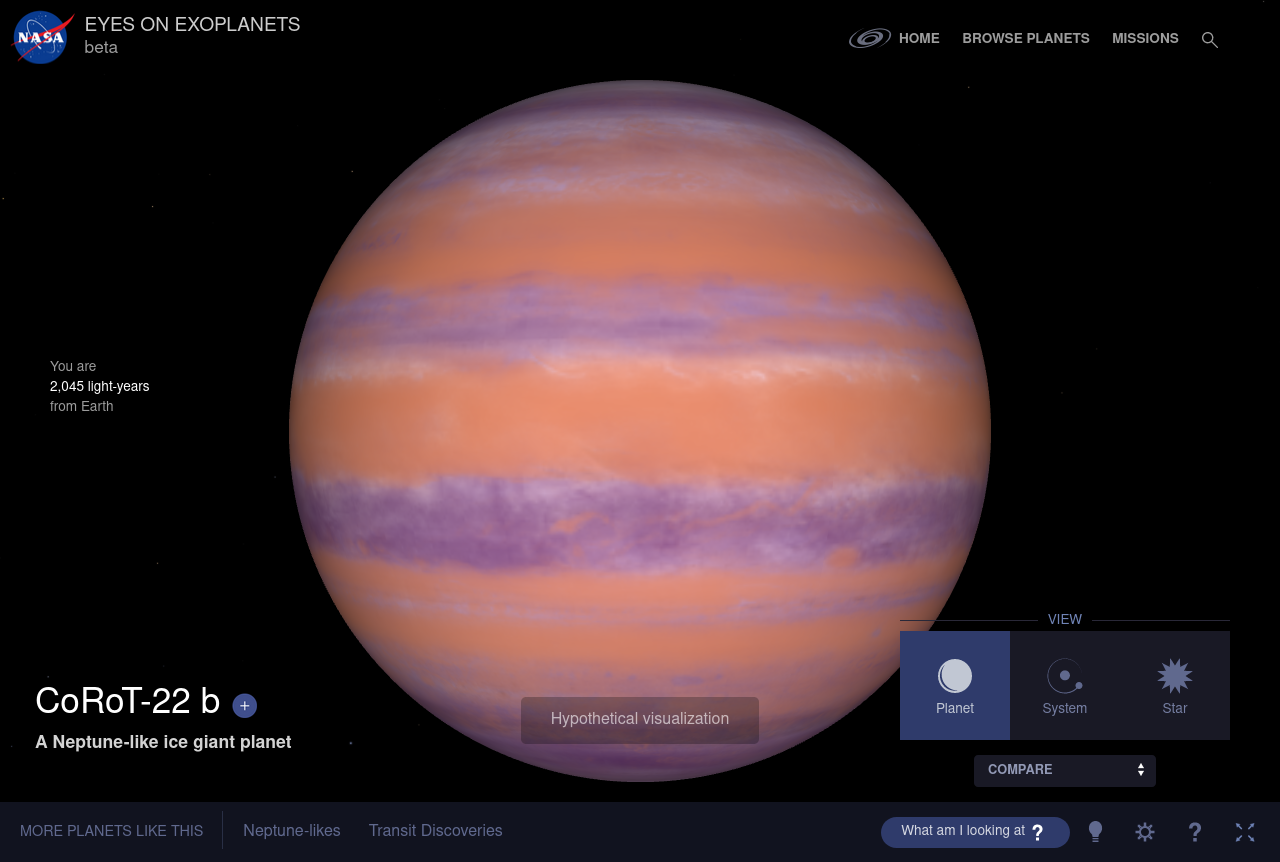 NASA
EYES ON EXOPLANETS
beta
HOME
BROWSE PLANETS
MISSIONS
You are
2,045 light-years
from Earth
VIEW
Planet
System
Star
CoRoT-22 b +
A Neptune-like ice giant planet
Hypothetical visualization
COMPARE
MORE PLANETS LIKE THIS
Neptune-likes
Transit Discoveries
What am I looking at ?
?